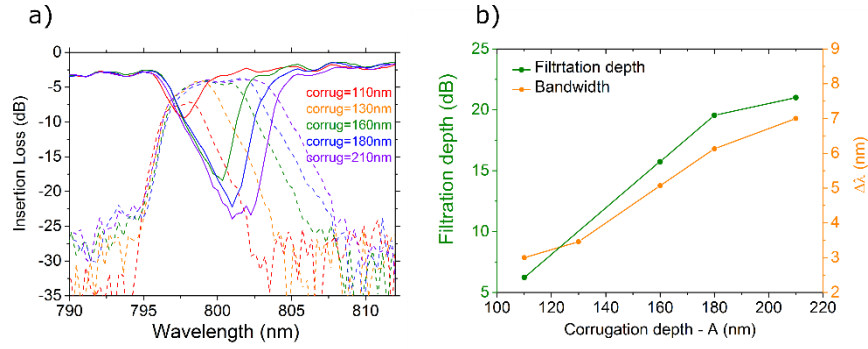 a)
0
-5
-10
-15
-20
-25
-30
-35
Insertion Loss (dB)
corrug=110nm
corrug=130nm
corrug=160nm
corrug=180nm
corrug=210nm
790 795 800 805 810
Wavelength (nm)
b)
25
20
15
10
5
Filtration depth (dB)
Filtrtation depth
Bandwidth
9
8
7
6
5
4
3
2
Δλ (nm)
100 120 140 160 180 200 220
Corrugation depth - A (nm)